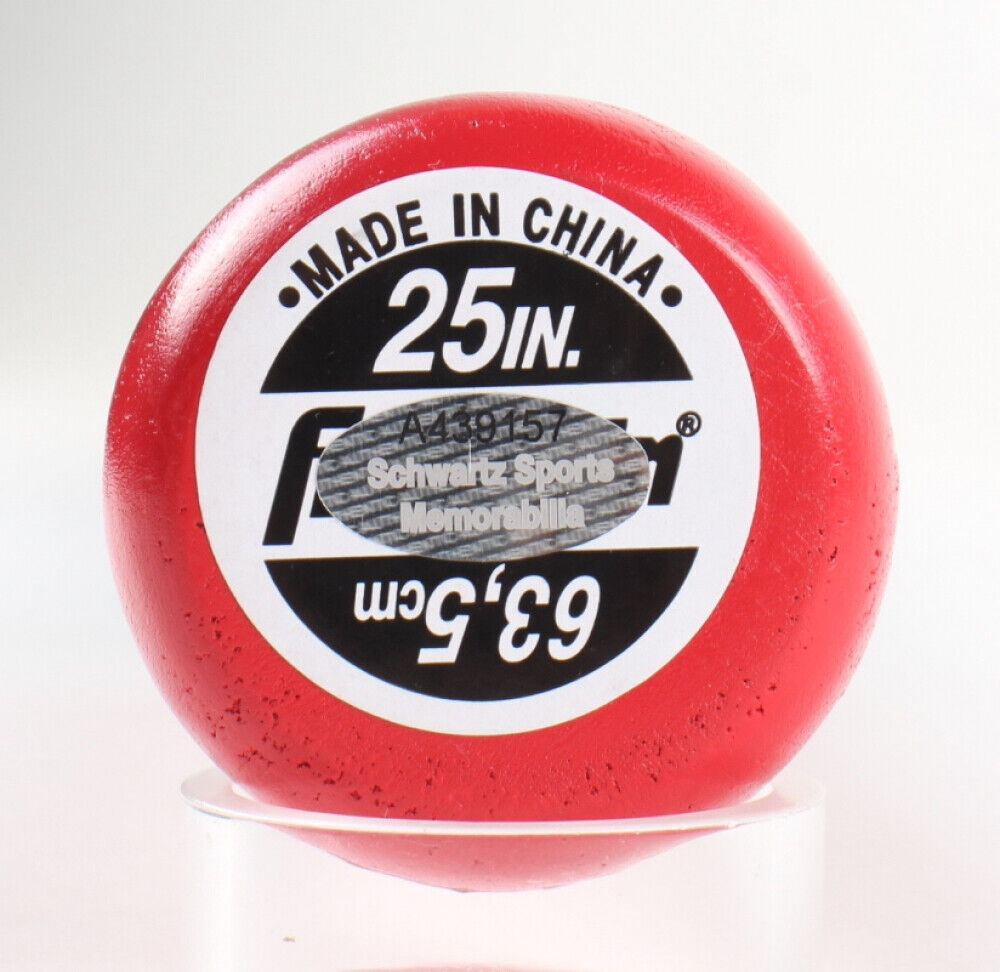 •MADE IN CHINA•
25IN.
A439157
Schwartz Sports
Memorabilia
63,5cm